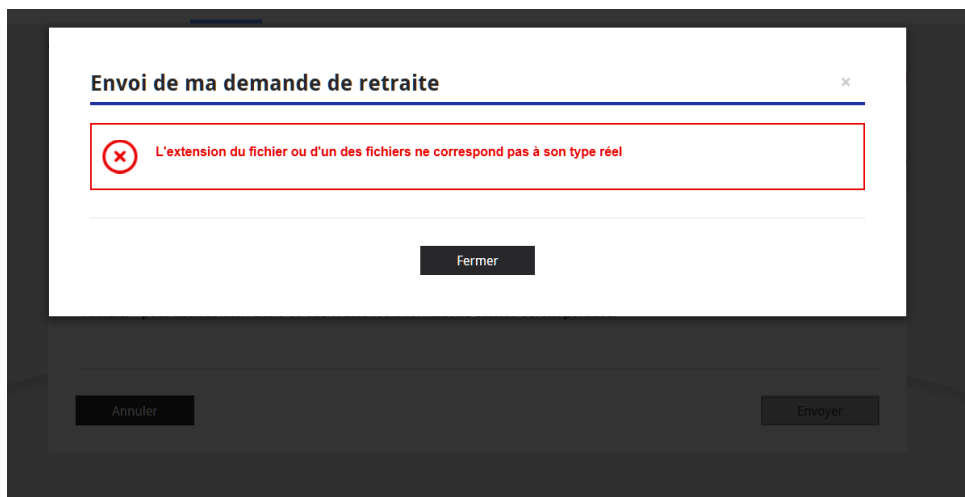 Envoi de ma demande de retraite
×
L'extension du fichier ou d'un des fichiers ne correspond pas à son type réel
Fermer
Annuler
Envoyer